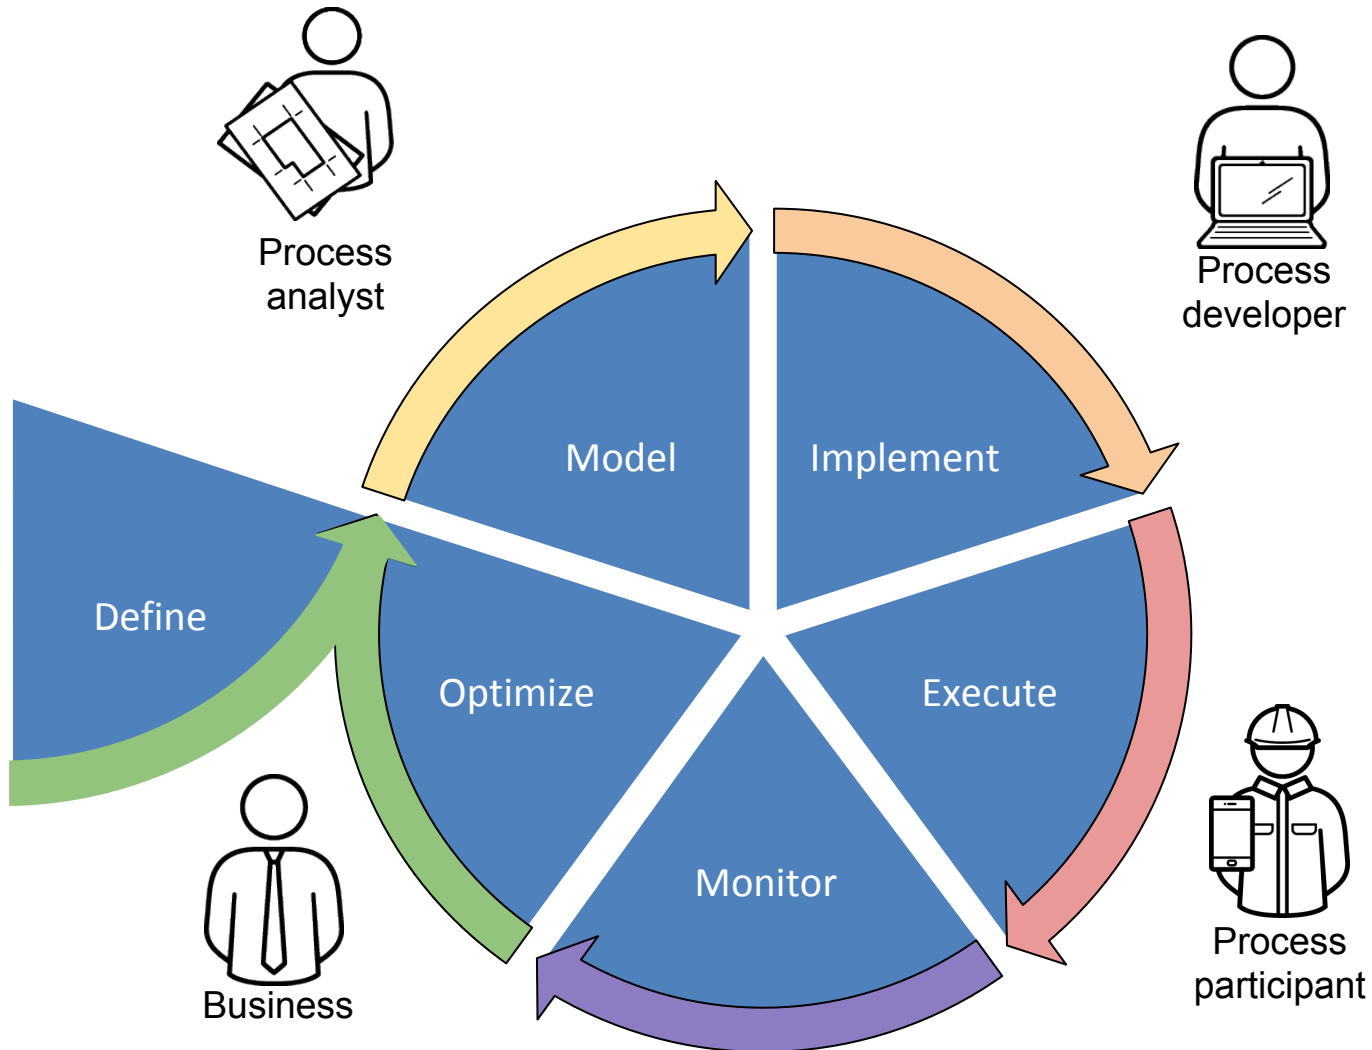 Process
analyst
Process
developer
Model
Implement
Define
Optimize
Execute
Monitor
Business
Process
participant